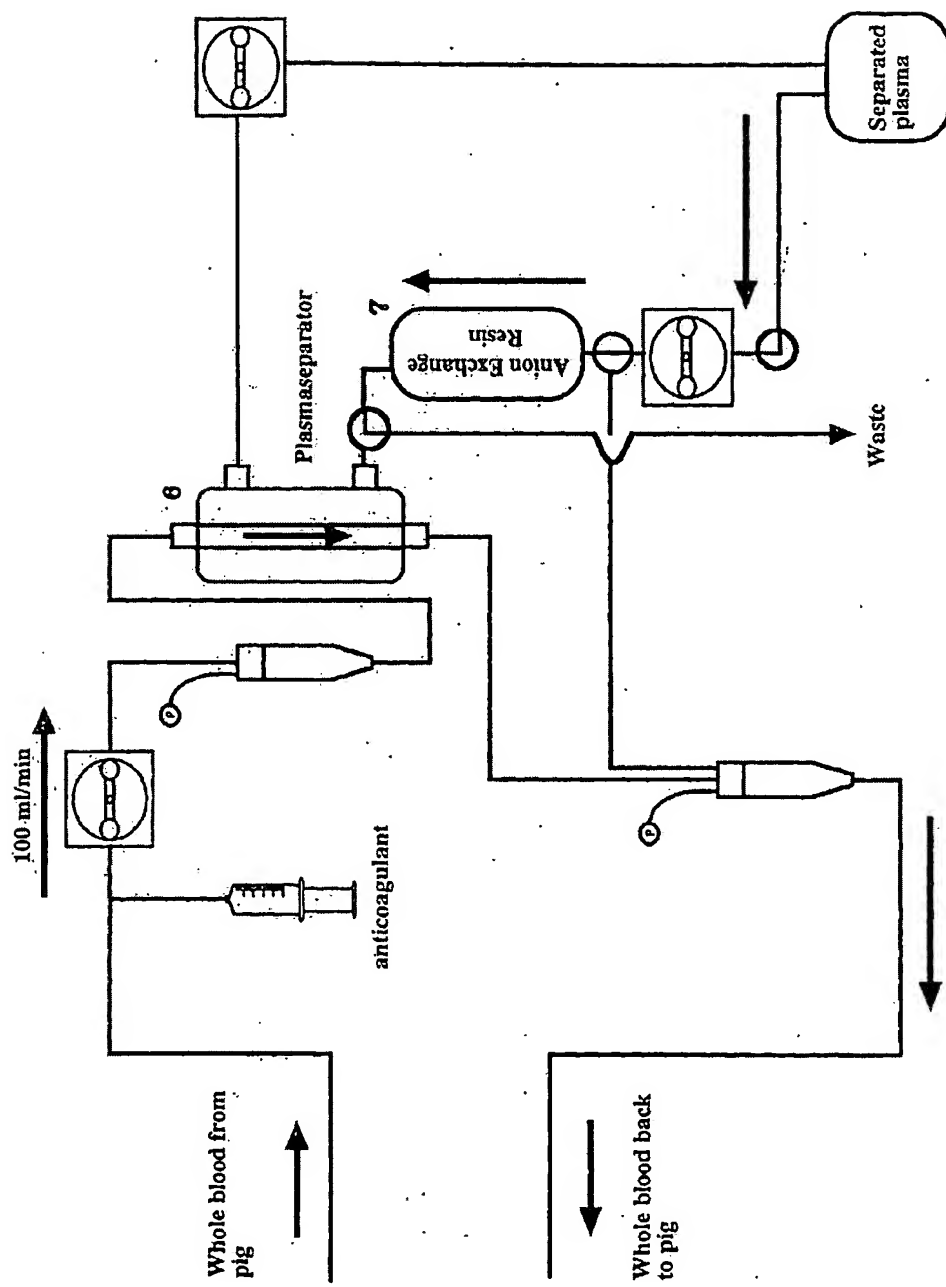 100 ml/min
6
Plasmaseparator
7
Anion Exchange
Resin
Separated
plasma
P
anticoagulant
Whole blood from
pig
P
Waste
Whole blood back
to pig